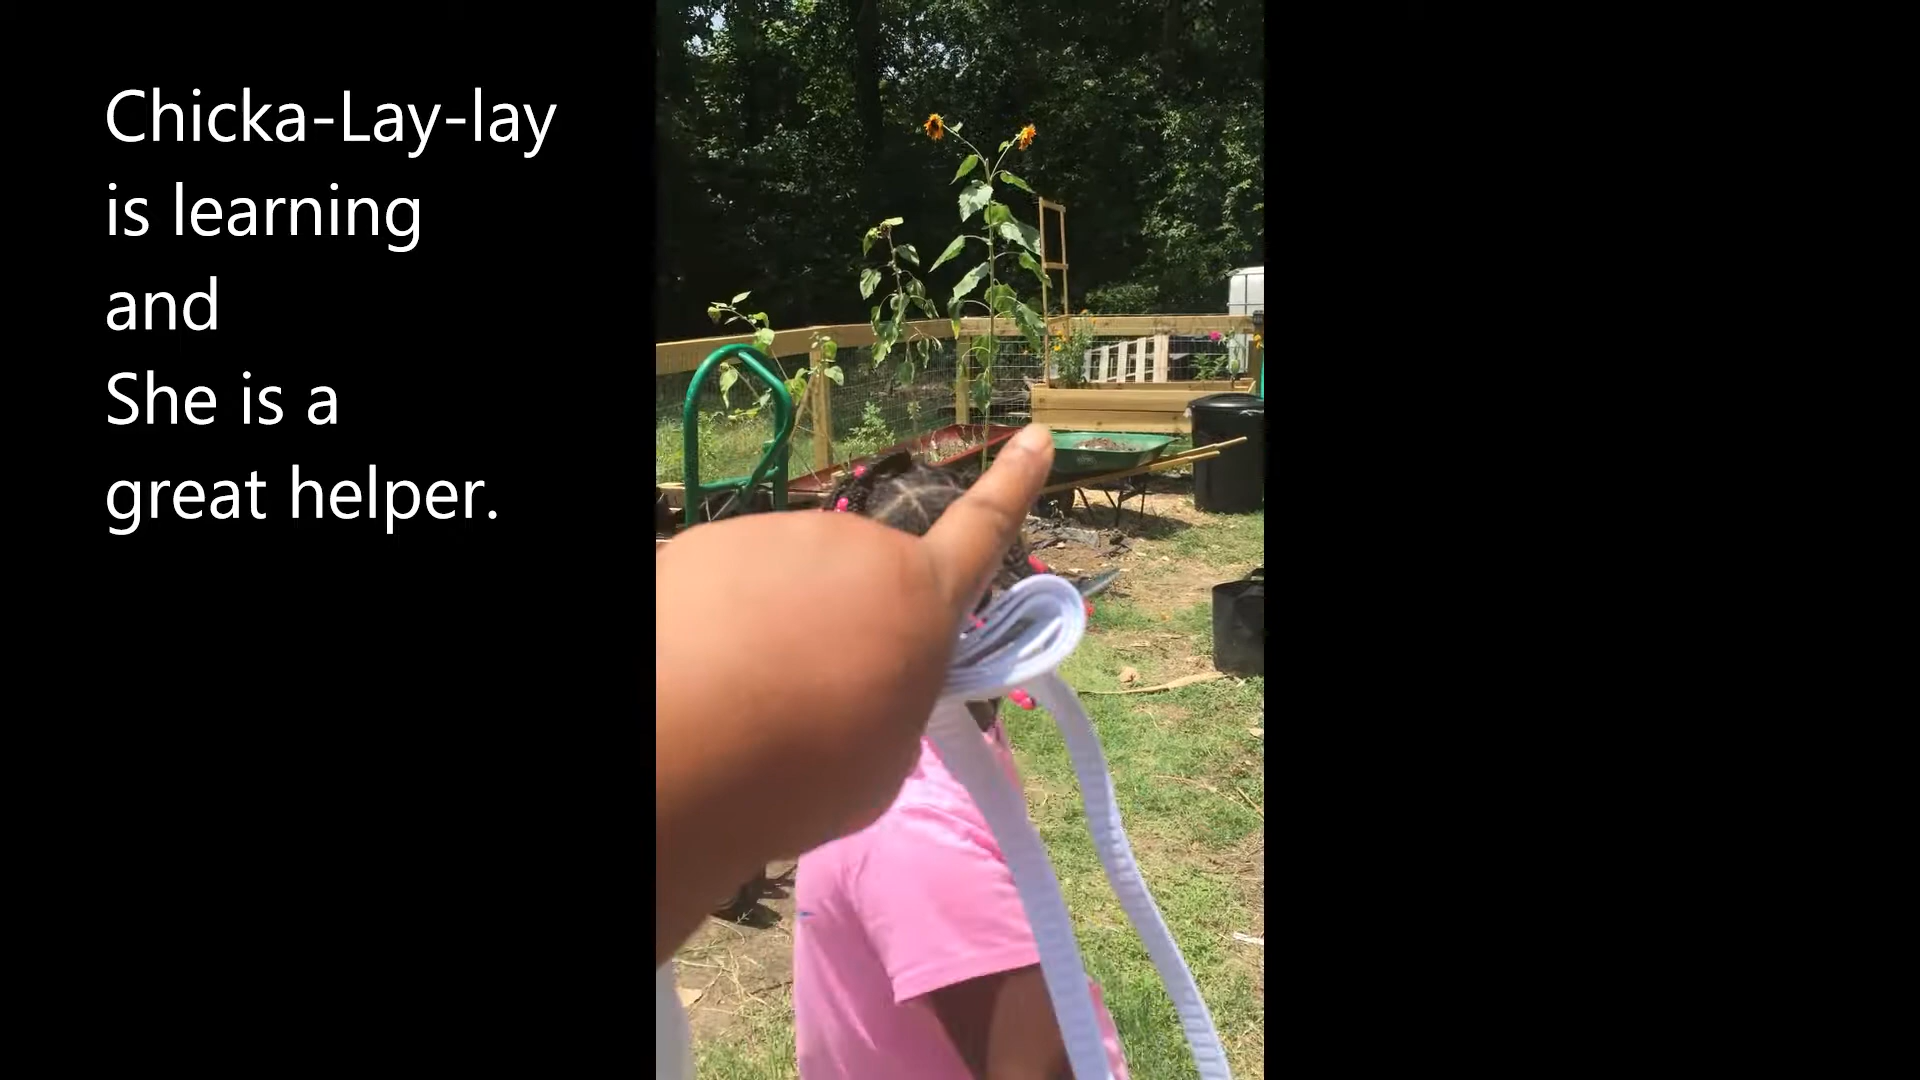 Chicka-Lay-lay
is learning
and
She is a
great helper.